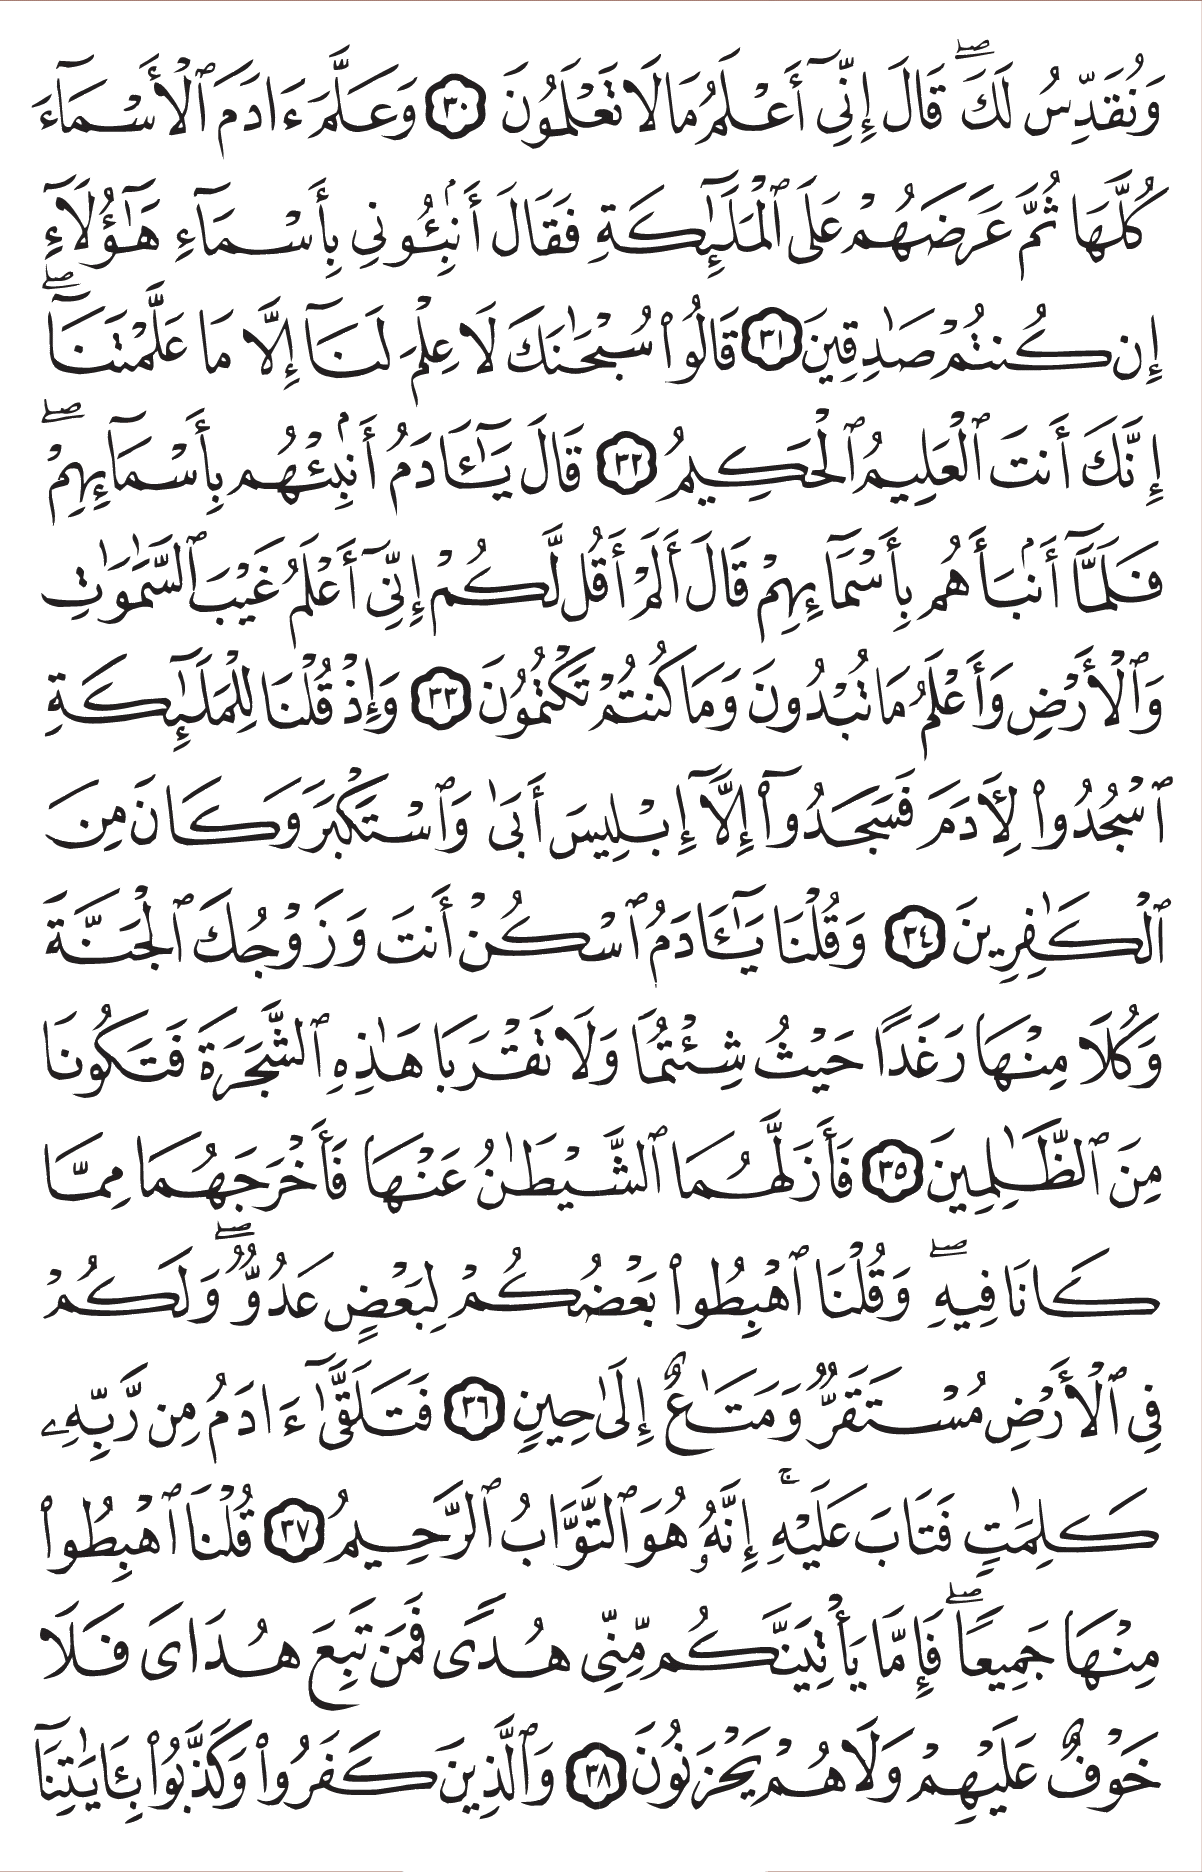 وَنُقَدِّسُ لَكَۖ قَالَ إِنِّىٓ أَعْلَمُ مَا لَا تَعْلَمُونَ ٣٠ وَعَلَّمَ ءَادَمَ ٱلْأَسْمَآءَ
كُلَّهَا ثُمَّ عَرَضَهُمْ عَلَى ٱلْمَلَٰٓئِكَةِ فَقَالَ أَنۢبِـُٔونِى بِأَسْمَآءِ هَٰٓؤُلَآءِ
إِن كُنتُمْ صَٰدِقِينَ ٣١ قَالُوا۟ سُبْحَٰنَكَ لَا عِلْمَ لَنَآ إِلَّا مَا عَلَّمْتَنَآۖ
إِنَّكَ أَنتَ ٱلْعَلِيمُ ٱلْحَكِيمُ ٣٢ قَالَ يَٰٓـَٔادَمُ أَنۢبِئْهُم بِأَسْمَآئِهِمْۖ
فَلَمَّآ أَنۢبَأَهُم بِأَسْمَآئِهِمْ قَالَ أَلَمْ أَقُل لَّكُمْ إِنِّىٓ أَعْلَمُ غَيْبَ ٱلسَّمَٰوَٰتِ
وَٱلْأَرْضِ وَأَعْلَمُ مَا تُبْدُونَ وَمَا كُنتُمْ تَكْتُمُونَ ٣٣ وَإِذْ قُلْنَا لِلْمَلَٰٓئِكَةِ
ٱسْجُدُوا۟ لِـَٔادَمَ فَسَجَدُوٓا۟ إِلَّآ إِبْلِيسَ أَبَىٰ وَٱسْتَكْبَرَ وَكَانَ مِنَ
ٱلْكَٰفِرِينَ ٣٤ وَقُلْنَا يَٰٓـَٔادَمُ ٱسْكُنْ أَنتَ وَزَوْجُكَ ٱلْجَنَّةَ
وَكُلَا مِنْهَا رَغَدًا حَيْثُ شِئْتُمَا وَلَا تَقْرَبَا هَٰذِهِ ٱلشَّجَرَةَ فَتَكُونَا
مِنَ ٱلظَّٰلِمِينَ ٣٥ فَأَزَلَّهُمَا ٱلشَّيْطَٰنُ عَنْهَا فَأَخْرَجَهُمَا مِمَّا
كَانَا فِيهِۖ وَقُلْنَا ٱهْبِطُوا۟ بَعْضُكُمْ لِبَعْضٍ عَدُوٌّۖ وَلَكُمْ
فِى ٱلْأَرْضِ مُسْتَقَرٌّ وَمَتَٰعٌ إِلَىٰ حِينٍ ٣٦ فَتَلَقَّىٰٓ ءَادَمُ مِن رَّبِّهِۦ
كَلِمَٰتٍ فَتَابَ عَلَيْهِۚ إِنَّهُۥ هُوَ ٱلتَّوَّابُ ٱلرَّحِيمُ ٣٧ قُلْنَا ٱهْبِطُوا۟
مِنْهَا جَمِيعًاۖ فَإِمَّا يَأْتِيَنَّكُم مِّنِّى هُدًى فَمَن تَبِعَ هُدَاىَ فَلَا
خَوْفٌ عَلَيْهِمْ وَلَا هُمْ يَحْزَنُونَ ٣٨ وَٱلَّذِينَ كَفَرُوا۟ وَكَذَّبُوا۟ بِـَٔايَٰتِنَآ